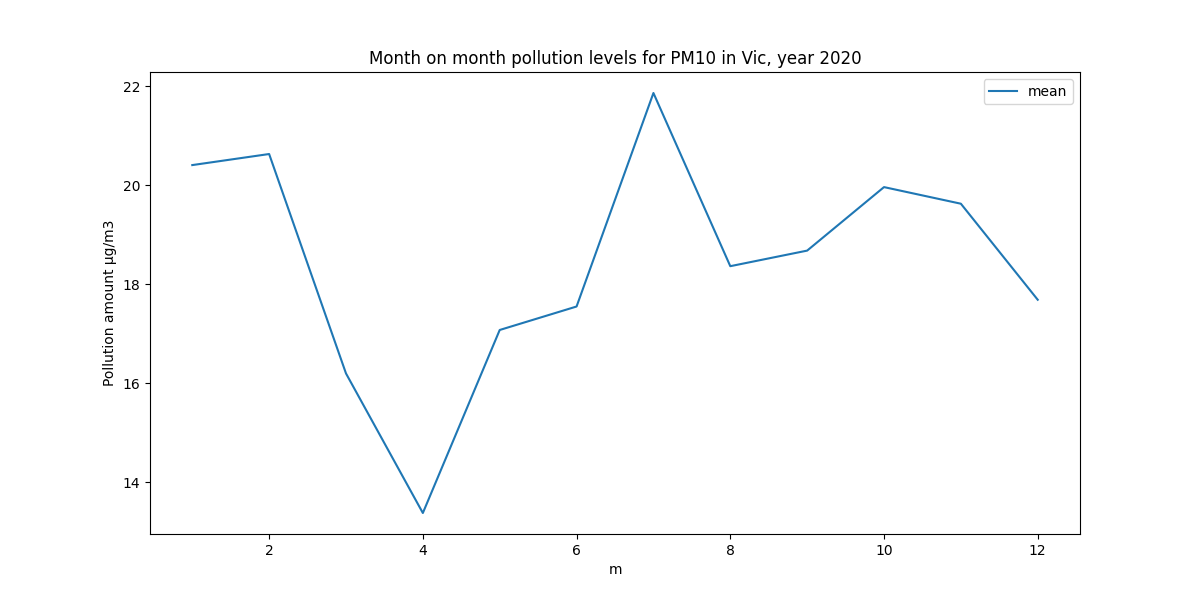 Month on month pollution levels for PM10 in Vic, year 2020
mean
22
20
18
16
14
Pollution amount µg/m3
2 4 6 8 10 12
m